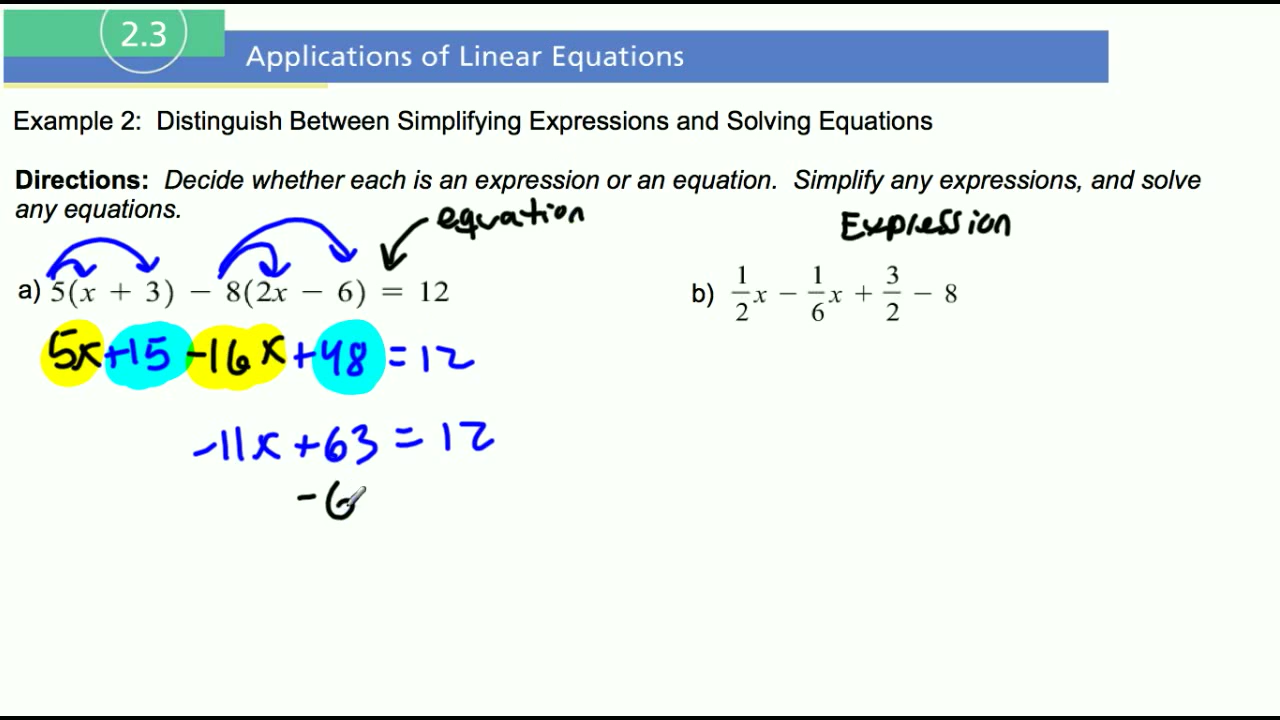 2.3
Applications of Linear Equations
Example 2: Distinguish Between Simplifying Expressions and Solving Equations
Directions: Decide whether each is an expression or an equation. Simplify any expressions, and solve
any equations.
equation
Expression
a) 5(x + 3) − 8(2x − 6) = 12
b) 1/2 x − 1/6 x + 3/2 − 8
5x+15-16x+48=12
-11x+63=12
-6